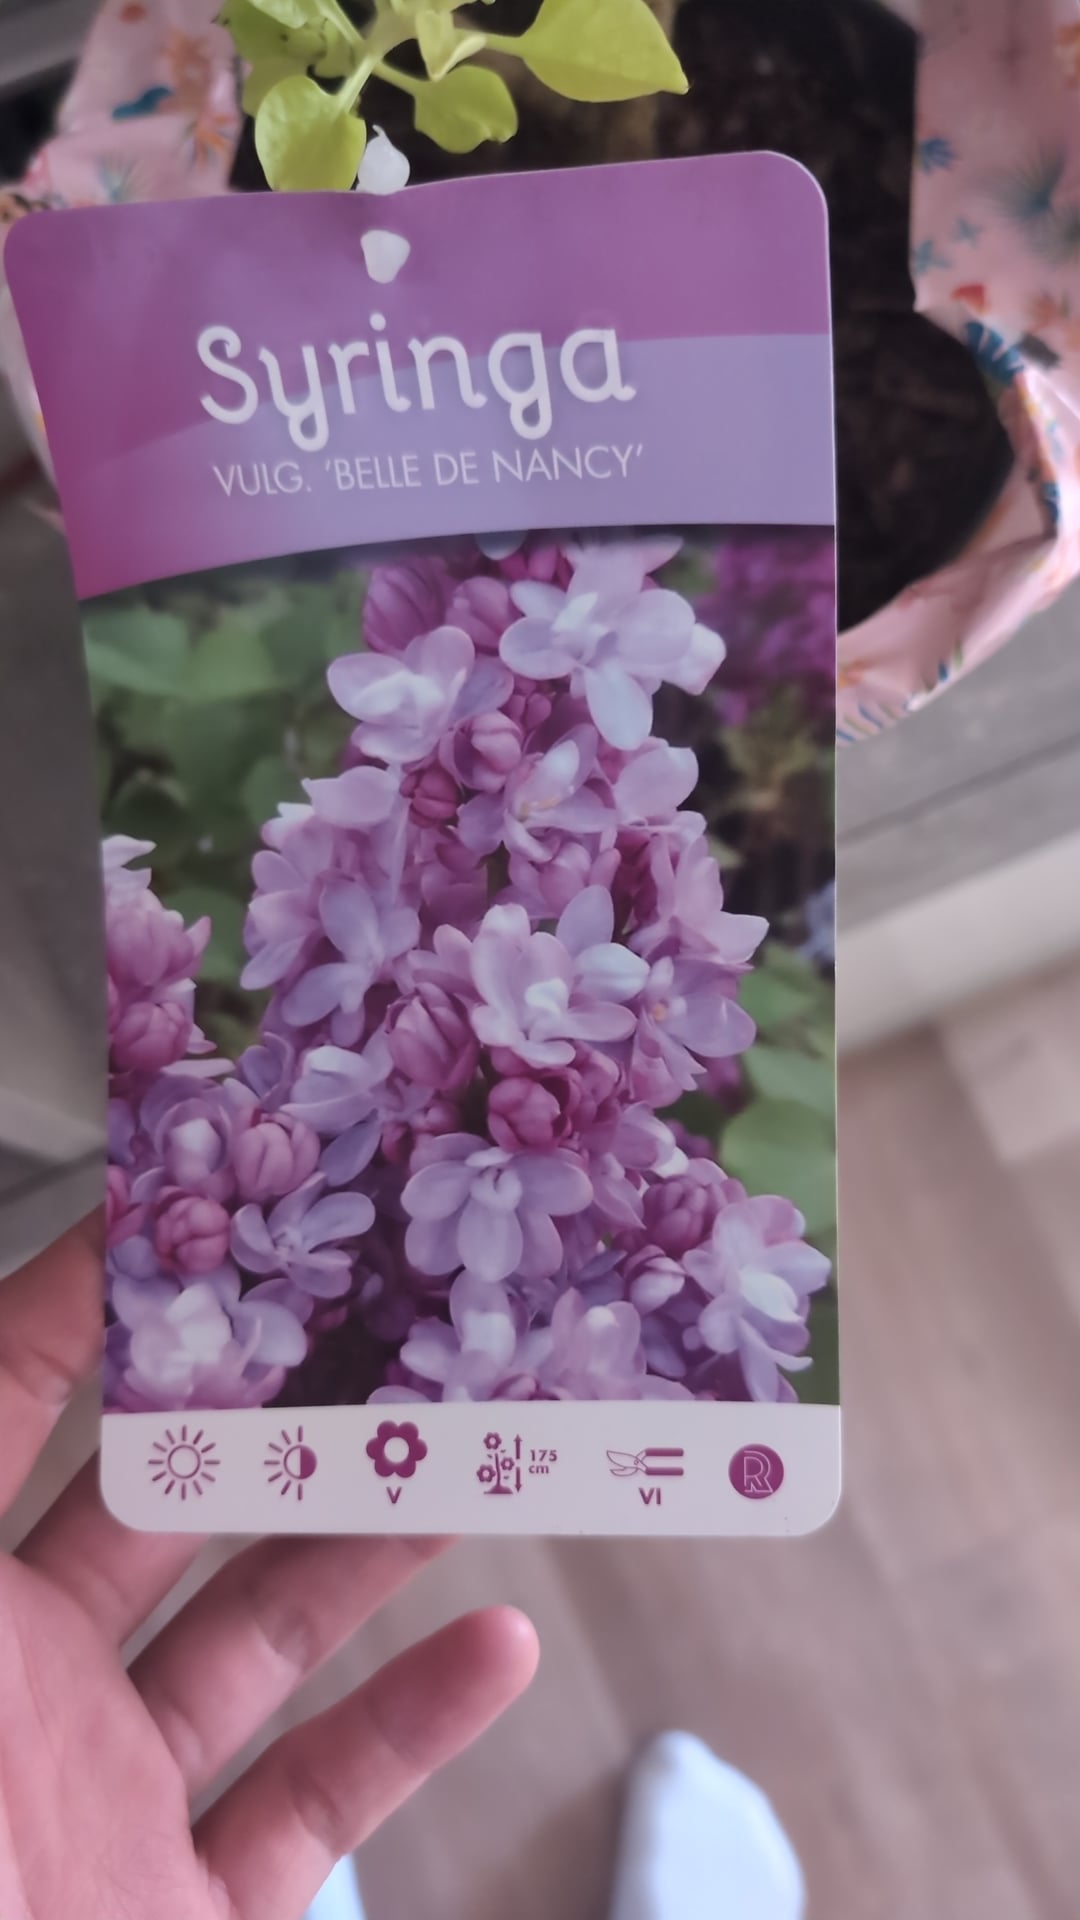 Syringa
VULG. 'BELLE DE NANCY'
V
175
cm
VI
R